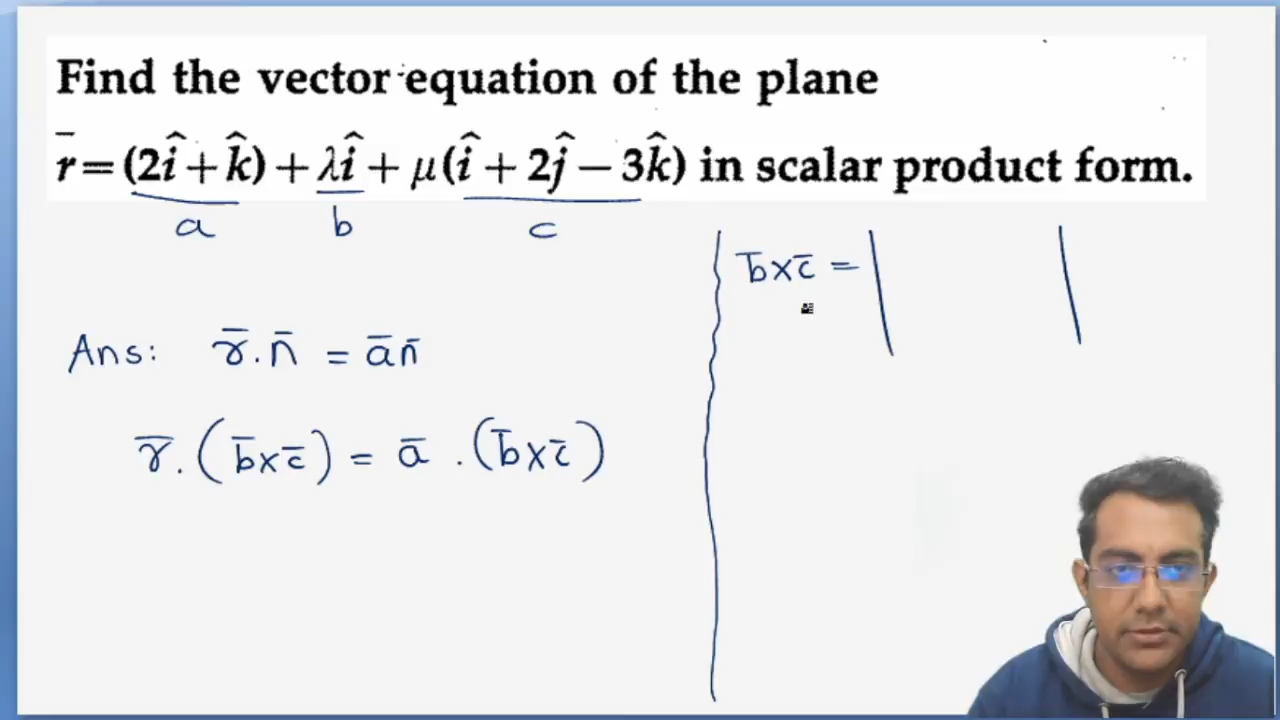 Find the vector equation of the plane
r̄ = (2î + k̂) + λî + μ(î + 2ĵ − 3k̂) in scalar product form.
a b c
b̄×c̄ =
Ans: r̄.n̄ = ān̄
r̄.(b̄×c̄) = ā .(b̄×c̄)